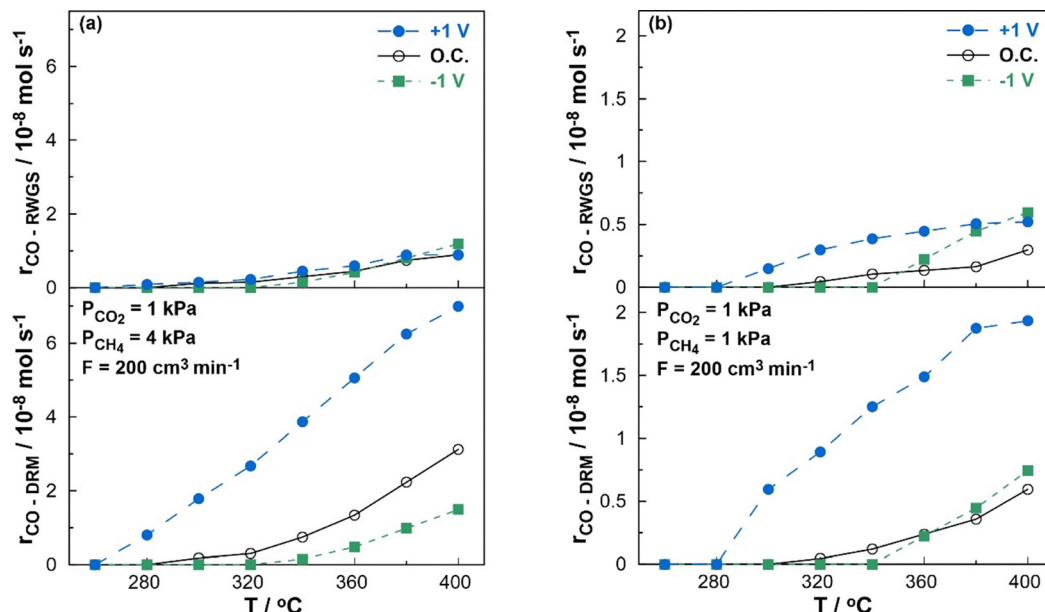 (a)
+1 V
O.C.
-1 V
6
4
2
0
r_CO - RWGS / 10^-8 mol s^-1
P_CO2 = 1 kPa
P_CH4 = 4 kPa
F = 200 cm³ min^-1
6
4
2
0
r_CO - DRM / 10^-8 mol s^-1
280 320 360 400
T / °C
(b)
+1 V
O.C.
-1 V
2
1.5
1
0.5
0
r_CO - RWGS / 10^-8 mol s^-1
P_CO2 = 1 kPa
P_CH4 = 1 kPa
F = 200 cm³ min^-1
2
1.5
1
0.5
0
r_CO - DRM / 10^-8 mol s^-1
280 320 360 400
T / °C